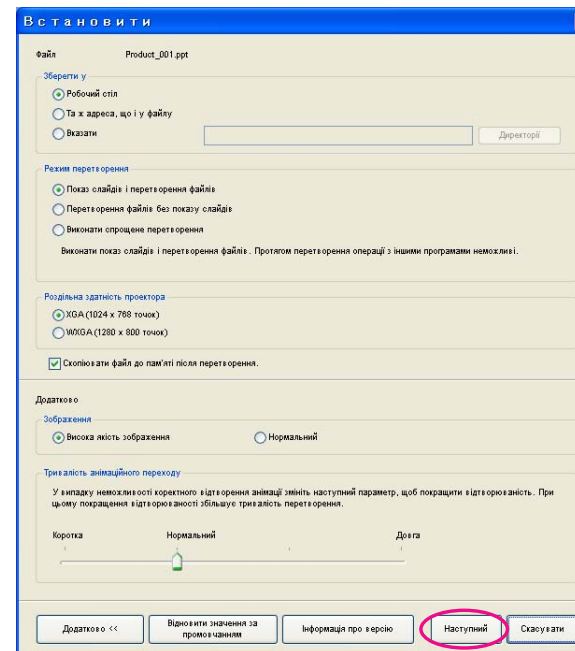 Встановити
Файл Product_001.ppt
Зберегти у
Робочий стіл
Та ж адреса, що і у файлу
Вказати Директорії
Режим перетворення
Показ слайдів і перетворення файлів
Перетворення файлів без показу слайдів
Виконати спрощене перетворення
Виконати показ слайдів і перетворення файлів. Протягом перетворення операції з іншими програмами неможливі.
Роздільна здатність проектора
XGA (1024 x 768 точок)
WXGA (1280 x 800 точок)
Скопіювати файл до пам'яті після перетворення.
Додатково
Зображення
Висока якість зображення Нормальний
Тривалість анімаційного переходу
У випадку неможливості коректного відтворення анімації змініть наступний параметр, щоб покращити відтворюваність. При
цьому покращення відтворюваності збільшує тривалість перетворення.
Коротка Нормальний Довга
Додатково << Відновити значення за
промовчанням Інформація про версію Наступний Скасувати